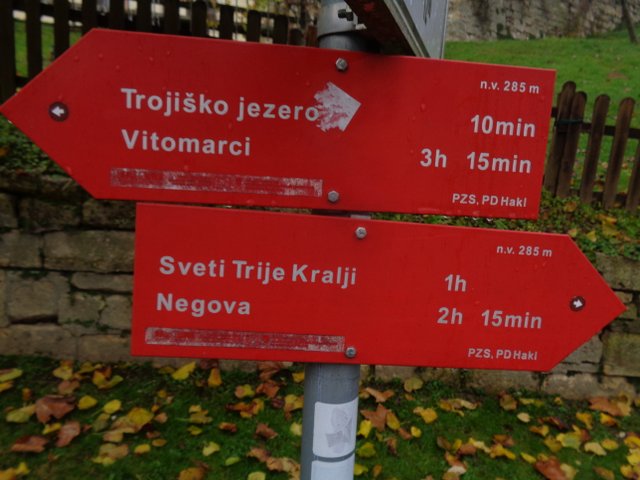 n.v. 285 m
Trojiško jezero 10min
Vitomarci 3h 15min
PZS, PD Hakl
n.v. 285 m
Sveti Trije Kralji 1h
Negova 2h 15min
PZS, PD Hakl